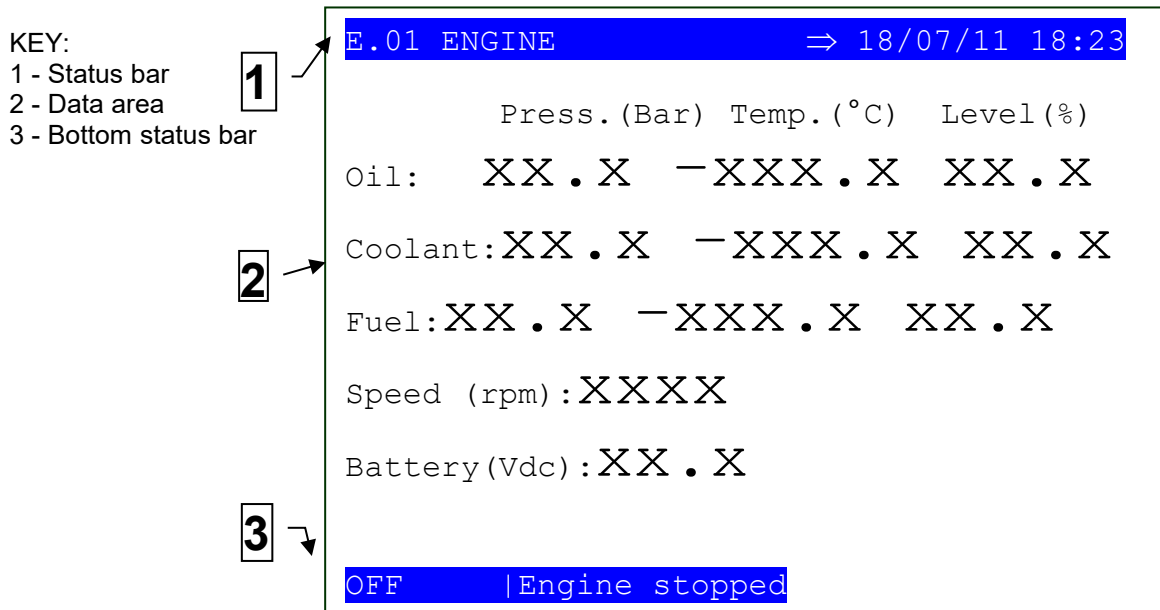 KEY:
1 - Status bar
2 - Data area
3 - Bottom status bar
1
E.01 ENGINE ⇒ 18/07/11 18:23
Press.(Bar) Temp.(°C) Level(%)
Oil: XX.X -XXX.X XX.X
2
Coolant:XX.X -XXX.X XX.X
Fuel:XX.X -XXX.X XX.X
Speed (rpm):XXXX
Battery(Vdc):XX.X
3
OFF |Engine stopped